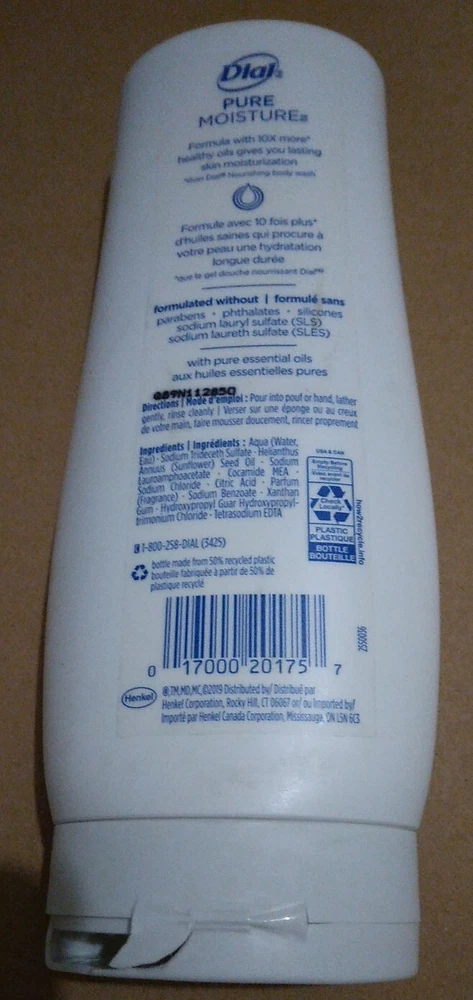 Dial
PURE
MOISTURE
Formula with 10X more*
healthy oils gives you lasting
skin moisturization
*than Dial® Nourishing body wash
Formule avec 10 fois plus*
d'huiles saines qui procure à
votre peau une hydratation
longue durée
*que le gel douche nourrissant Dial
formulated without | formulé sans
parabens • phthalates • silicones
sodium lauryl sulfate (SLS)
sodium laureth sulfate (SLES)
with pure essential oils
aux huiles essentielles pures
Directions | Mode d'emploi : Pour into pouf or hand, lather
gently, rinse cleanly | Verser sur une éponge ou au creux
de votre main, faire mousser doucement, rincer proprement
Ingredients | Ingrédients : Aqua (Water,
Eau) • Sodium Trideceth Sulfate • Helianthus
Annuus (Sunflower) Seed Oil • Sodium
Lauroamphoacetate • Cocamide MEA •
Sodium Chloride • Citric Acid • Parfum
(Fragrance) • Sodium Benzoate • Xanthan
Gum • Hydroxypropyl Guar Hydroxypropyl-
trimonium Chloride • Tetrasodium EDTA
USA & CAN
Empty Before
Recycling
Check
Locally*
PLASTIC
PLASTIQUE
BOTTLE
BOUTEILLE
how2recycle.info
1-800-258-DIAL (3425)
bottle made from 50% recycled plastic
bouteille fabriquée à partir de 50% de
plastique recyclé
0 17000 20175 7
Henkel
®,TM,MD,MC,©2019 Distributed by/ Distribué par
Henkel Corporation, Rocky Hill, CT 06067 or/ ou Imported by/
Importé par Henkel Canada Corporation, Mississauga, ON L5N 6C3